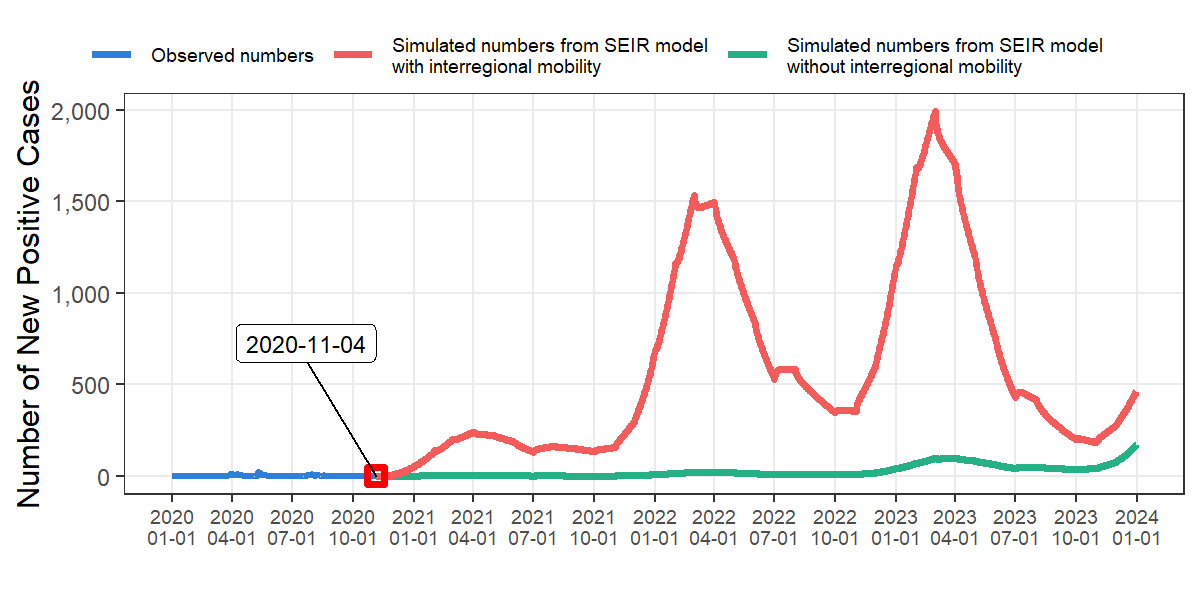 Observed numbers
Simulated numbers from SEIR model
with interregional mobility
Simulated numbers from SEIR model
without interregional mobility
Number of New Positive Cases
2,000
1,500
1,000
500
0
2020-11-04
2020 2020 2020 2020 2021 2021 2021 2021 2022 2022 2022 2022 2023 2023 2023 2023 2024
01-01 04-01 07-01 10-01 01-01 04-01 07-01 10-01 01-01 04-01 07-01 10-01 01-01 04-01 07-01 10-01 01-01